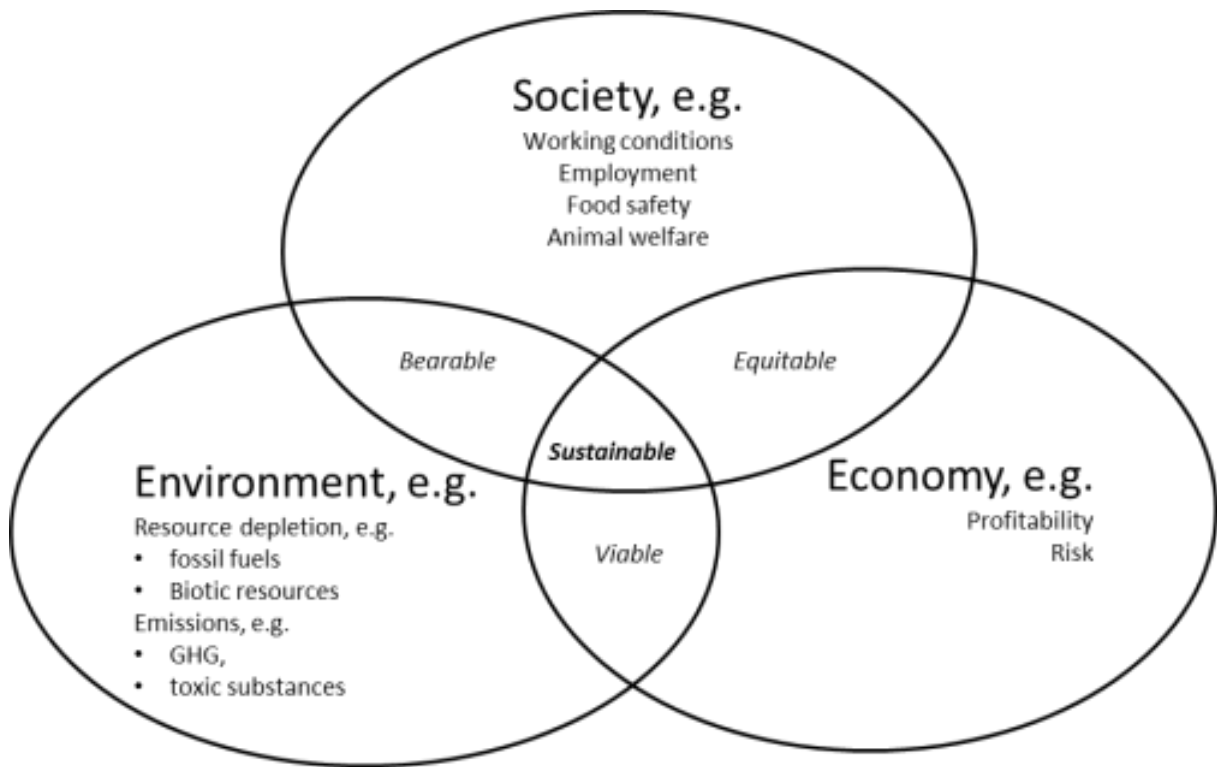 Society, e.g.
Working conditions
Employment
Food safety
Animal welfare
Bearable
Equitable
Sustainable
Environment, e.g.
Resource depletion, e.g.
• fossil fuels
• Biotic resources
Emissions, e.g.
• GHG,
• toxic substances
Viable
Economy, e.g.
Profitability
Risk